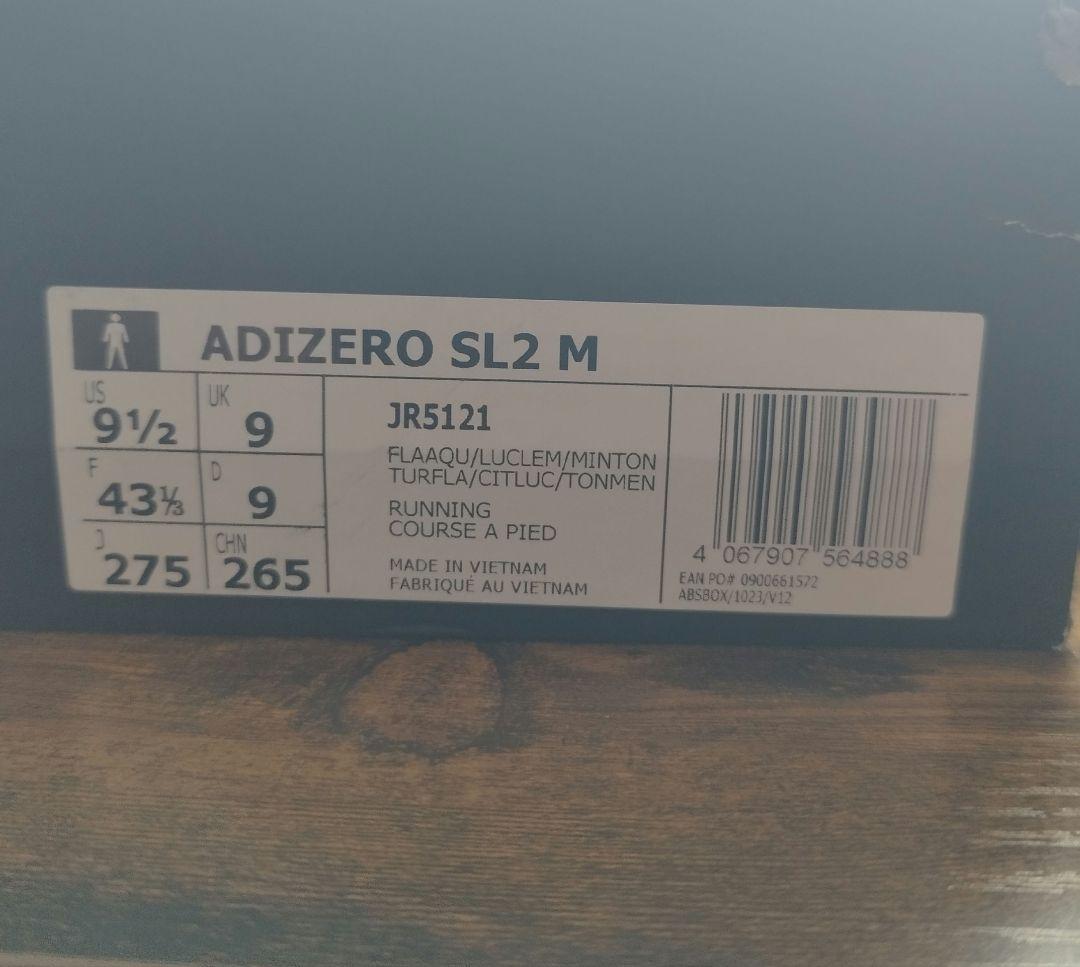 ADIZERO SL2 M
US
9½
UK
9
F
43⅓
D
9
J
275
CHN
265
JR5121
FLAAQU/LUCLEM/MINTON
TURFLA/CITLUC/TONMEN
RUNNING
COURSE A PIED
MADE IN VIETNAM
FABRIQUÉ AU VIETNAM
4 067907 564888
EAN PO# 0900661572
ABSBOX/1023/V12